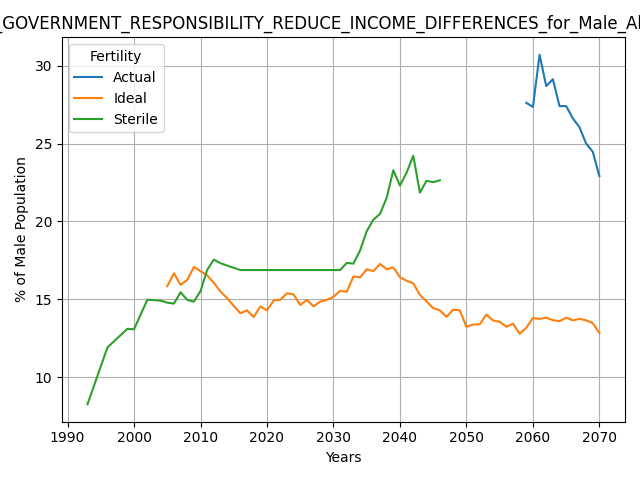 _GOVERNMENT_RESPONSIBILITY_REDUCE_INCOME_DIFFERENCES_for_Male_Al
Fertility
Actual
Ideal
Sterile
% of Male Population
30
25
20
15
10
1990 2000 2010 2020 2030 2040 2050 2060 2070
Years